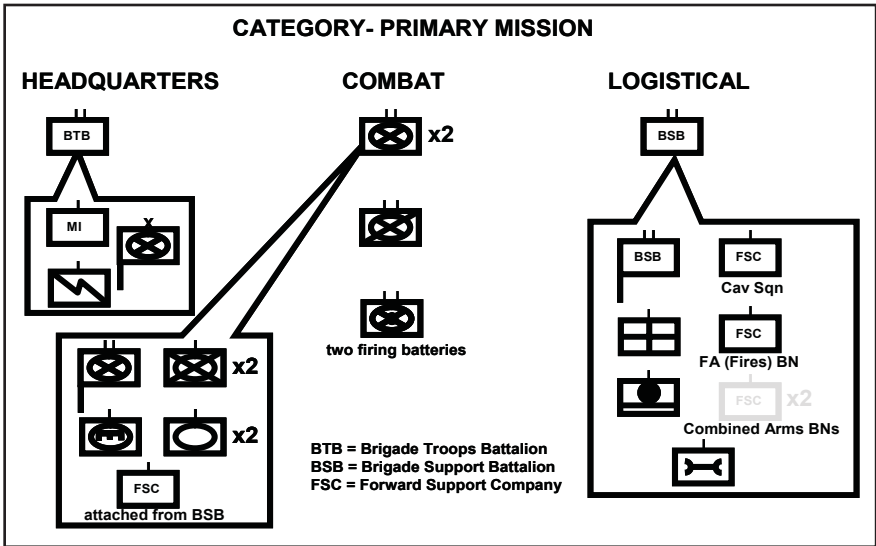 CATEGORY- PRIMARY MISSION
HEADQUARTERS
COMBAT
LOGISTICAL
BTB
x2
BSB
MI
x
BSB
FSC
Cav Sqn
two firing batteries
FSC
FA (Fires) BN
x2
FSC
x2
Combined Arms BNs
x2
FSC
attached from BSB
BTB = Brigade Troops Battalion
BSB = Brigade Support Battalion
FSC = Forward Support Company